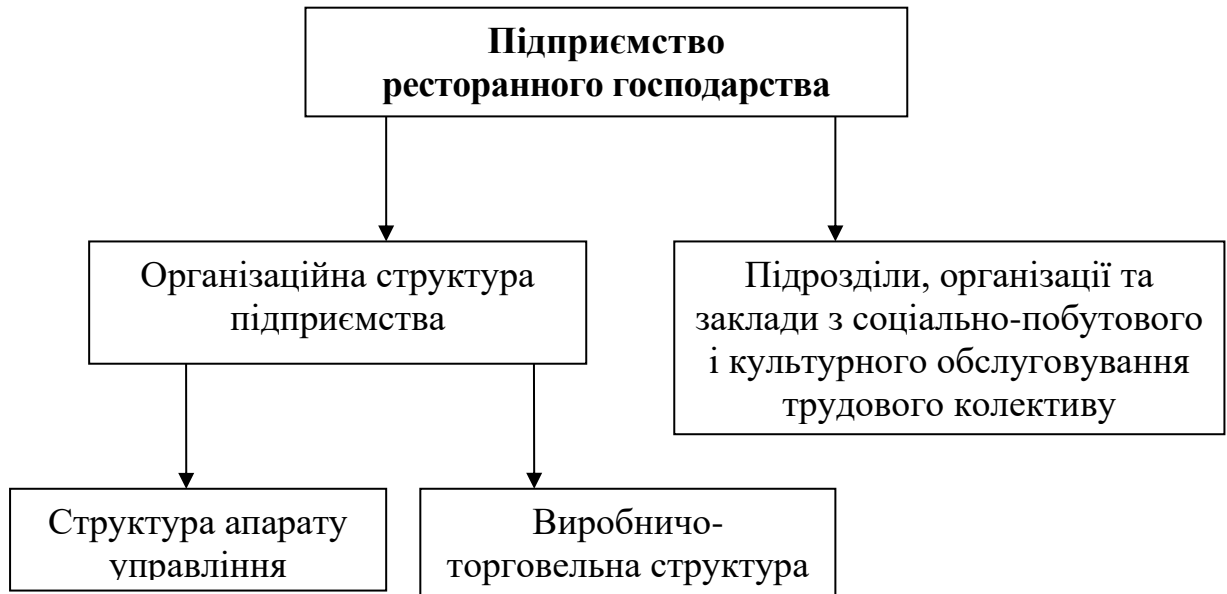 Підприємство
ресторанного господарства
Організаційна структура
підприємства
Підрозділи, організації та
заклади з соціально-побутового
і культурного обслуговування
трудового колективу
Структура апарату
управління
Виробничо-
торговельна структура